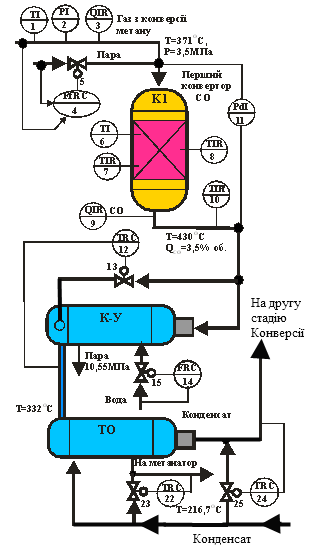 TI
1
PI
2
QIR
3
Газ з конверсії
метану
T=371°C,
P=3,5МПа
Пара
5
FfRC
4
Перший
конвертор
CO
К1
PdI
11
TI
6
TIR
7
TIR
8
TIR
10
QIR
9
CO
T=430°C
=3,5% об.
TRC
12
13
К-У
На другу
стадію
Конверсії
Пара
10,55МПа
15
FRC
14
Вода
Конденсат
T=332°C
ТО
На метанатор
TRC
22
23
T=216,7°C
25
TRC
24
Конденсат